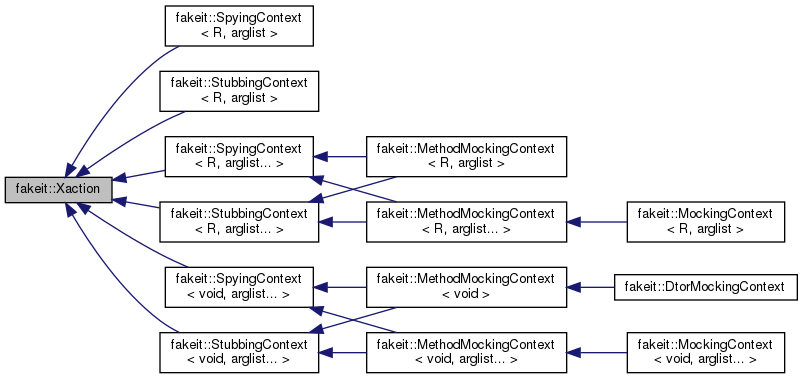 fakeit::SpyingContext
< R, arglist >
fakeit::StubbingContext
< R, arglist >
fakeit::SpyingContext
< R, arglist... >
fakeit::MethodMockingContext
< R, arglist >
fakeit::Xaction
fakeit::StubbingContext
< R, arglist... >
fakeit::MethodMockingContext
< R, arglist... >
fakeit::MockingContext
< R, arglist >
fakeit::SpyingContext
< void, arglist... >
fakeit::MethodMockingContext
< void >
fakeit::DtorMockingContext
fakeit::StubbingContext
< void, arglist... >
fakeit::MethodMockingContext
< void, arglist... >
fakeit::MockingContext
< void, arglist... >